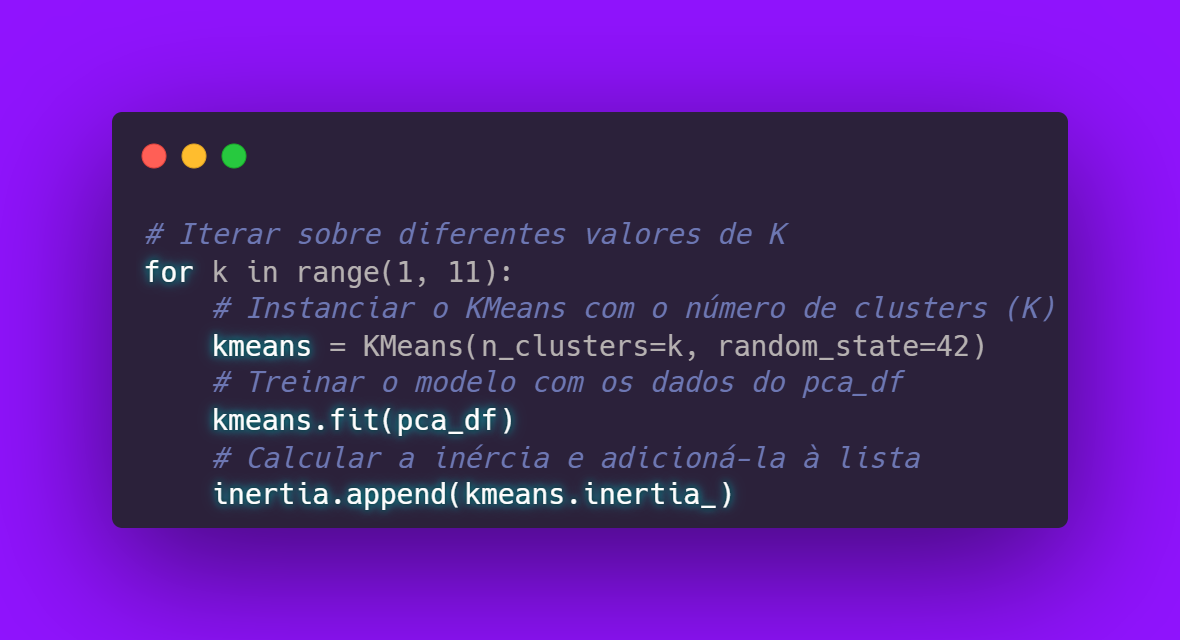 # Iterar sobre diferentes valores de K
for k in range(1, 11):
    # Instanciar o KMeans com o número de clusters (K)
    kmeans = KMeans(n_clusters=k, random_state=42)
    # Treinar o modelo com os dados do pca_df
    kmeans.fit(pca_df)
    # Calcular a inércia e adicioná-la à lista
    inertia.append(kmeans.inertia_)